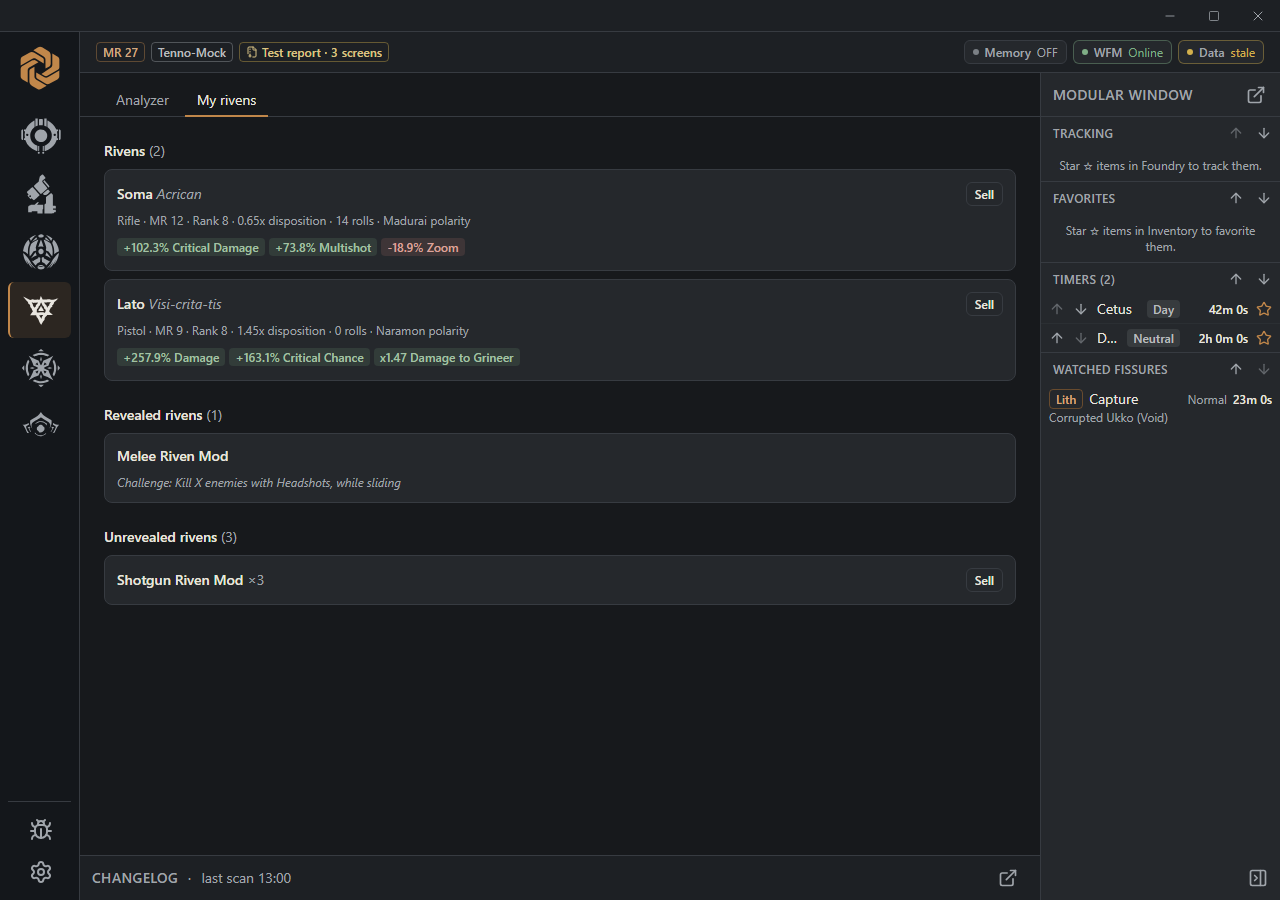 MR 27 Tenno-Mock Test report · 3 screens Memory OFF WFM Online Data stale
Analyzer My rivens
Rivens (2)
Soma Acrican Sell
Rifle · MR 12 · Rank 8 · 0.65x disposition · 14 rolls · Madurai polarity
+102.3% Critical Damage +73.8% Multishot -18.9% Zoom
Lato Visi-crita-tis Sell
Pistol · MR 9 · Rank 8 · 1.45x disposition · 0 rolls · Naramon polarity
+257.9% Damage +163.1% Critical Chance x1.47 Damage to Grineer
Revealed rivens (1)
Melee Riven Mod
Challenge: Kill X enemies with Headshots, while sliding
Unrevealed rivens (3)
Shotgun Riven Mod ×3 Sell
CHANGELOG · last scan 13:00
MODULAR WINDOW
TRACKING
Star ☆ items in Foundry to track them.
FAVORITES
Star ☆ items in Inventory to favorite
them.
TIMERS (2)
Cetus Day 42m 0s
D... Neutral 2h 0m 0s
WATCHED FISSURES
Lith Capture Normal 23m 0s
Corrupted Ukko (Void)